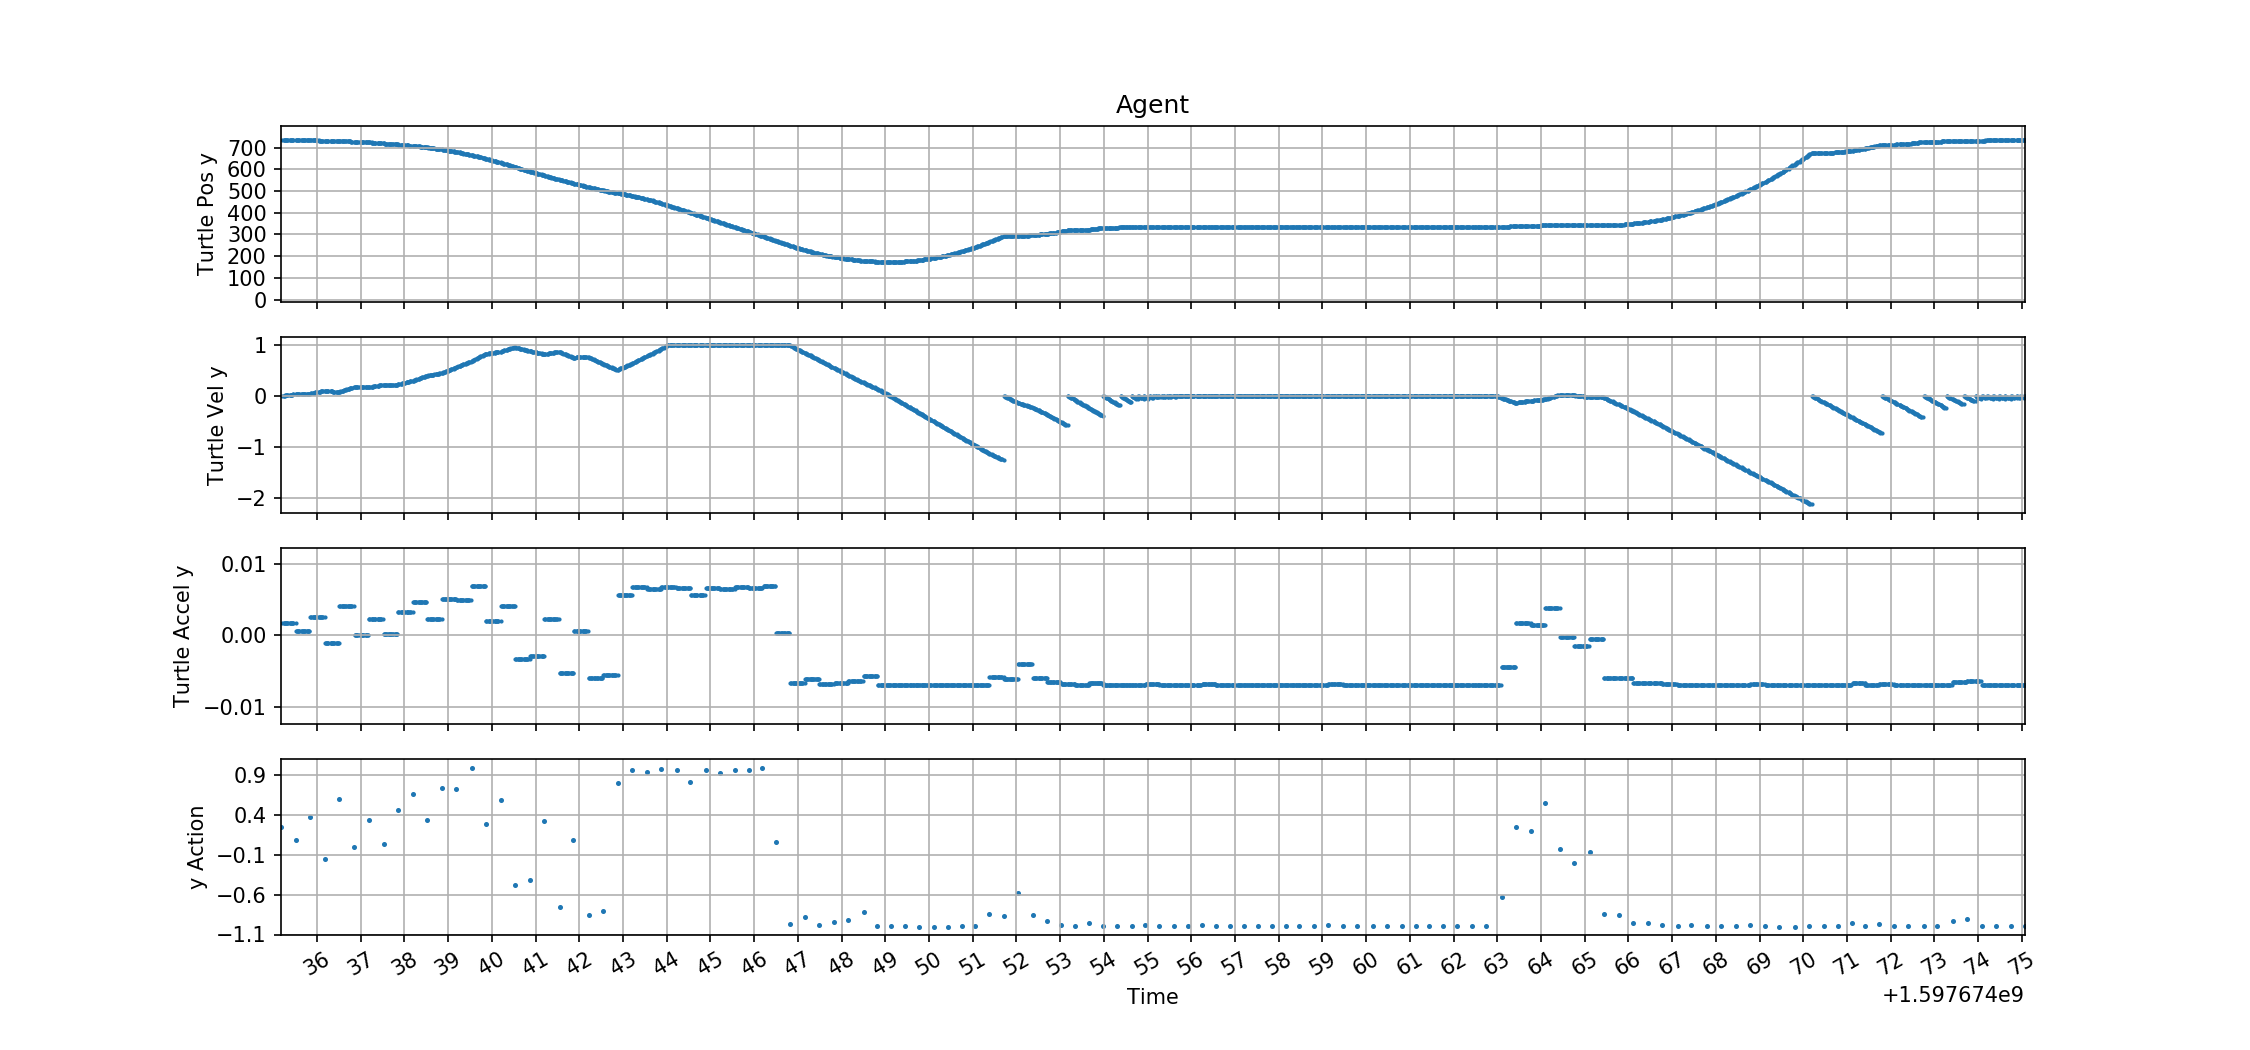 Agent
Turtle Pos y
700
600
500
400
300
200
100
0
Turtle Vel y
1
0
−1
−2
Turtle Accel y
0.01
0.00
−0.01
y Action
0.9
0.4
−0.1
−0.6
−1.1
36 37 38 39 40 41 42 43 44 45 46 47 48 49 50 51 52 53 54 55 56 57 58 59 60 61 62 63 64 65 66 67 68 69 70 71 72 73 74 75
Time
+1.597674e9